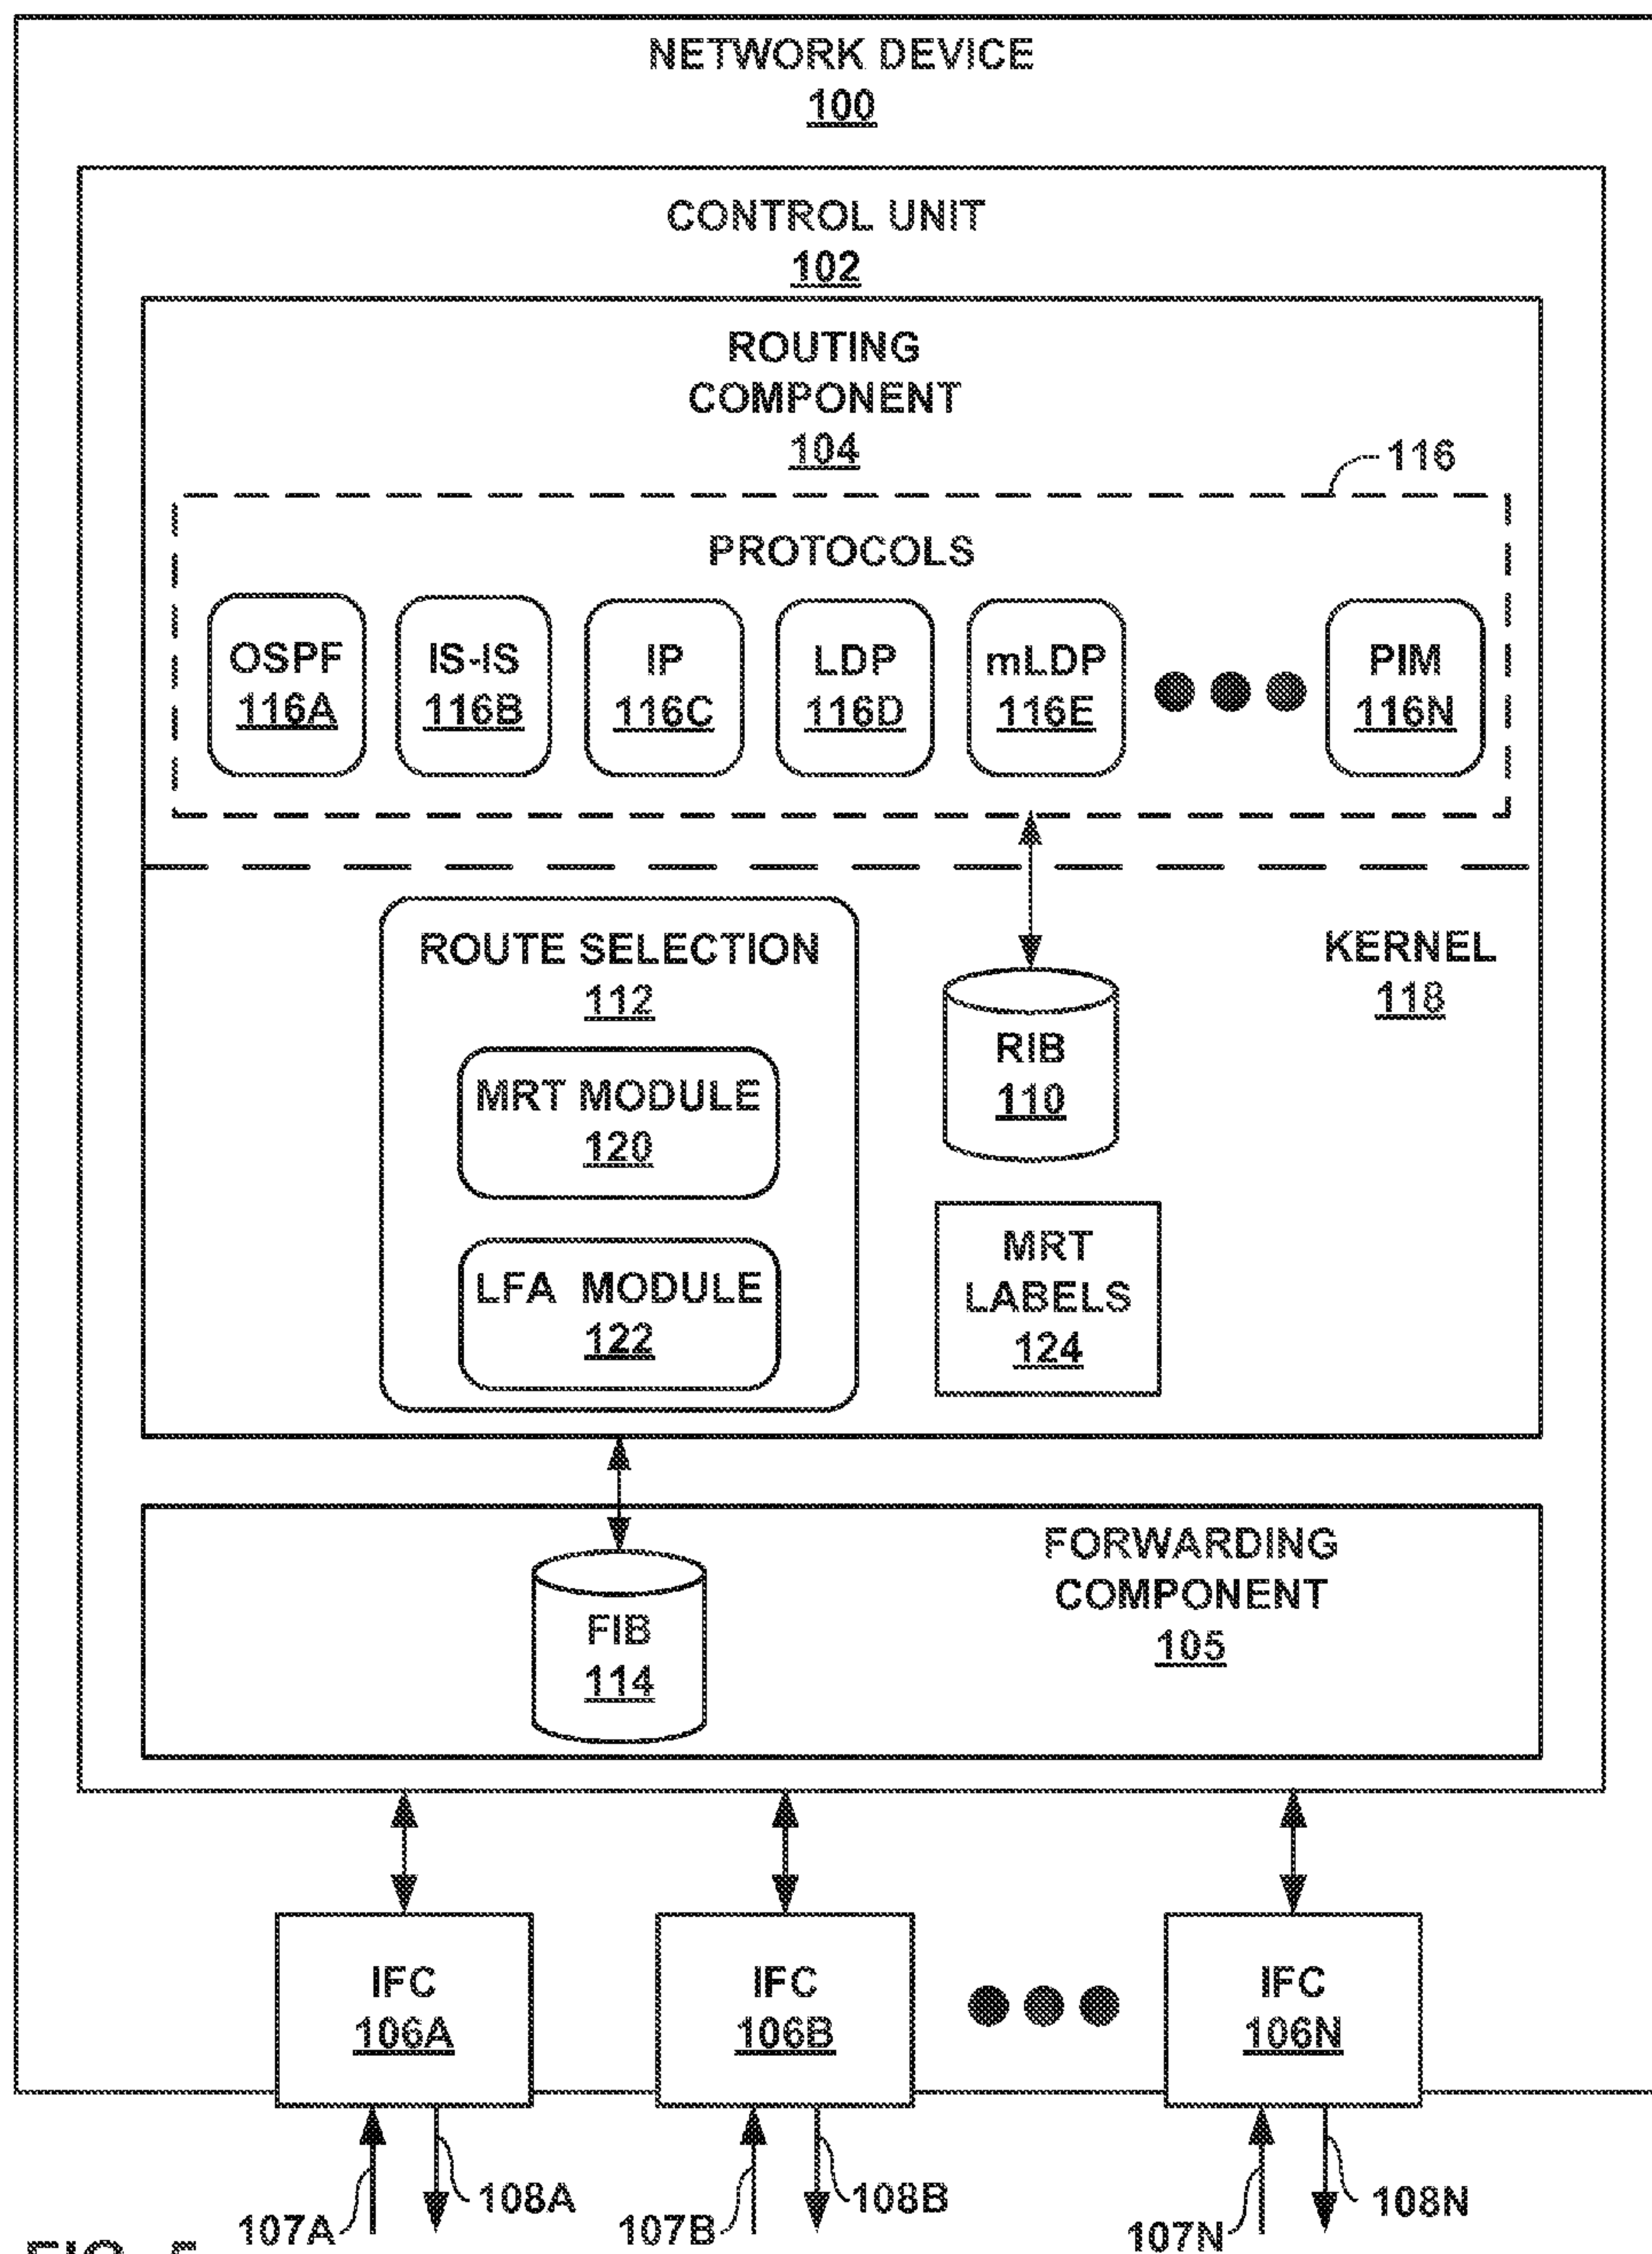 NETWORK DEVICE
100
CONTROL UNIT
102
ROUTING
COMPONENT
104
116
PROTOCOLS
OSPF
116A
IS-IS
116B
IP
116C
LDP
116D
mLDP
116E
PIM
116N
ROUTE SELECTION
112
MRT MODULE
120
LFA MODULE
122
RIB
110
KERNEL
118
MRT
LABELS
124
FORWARDING
COMPONENT
105
FIB
114
IFC
106A
IFC
106B
IFC
106N
107A
108A
107B
108B
107N
108N